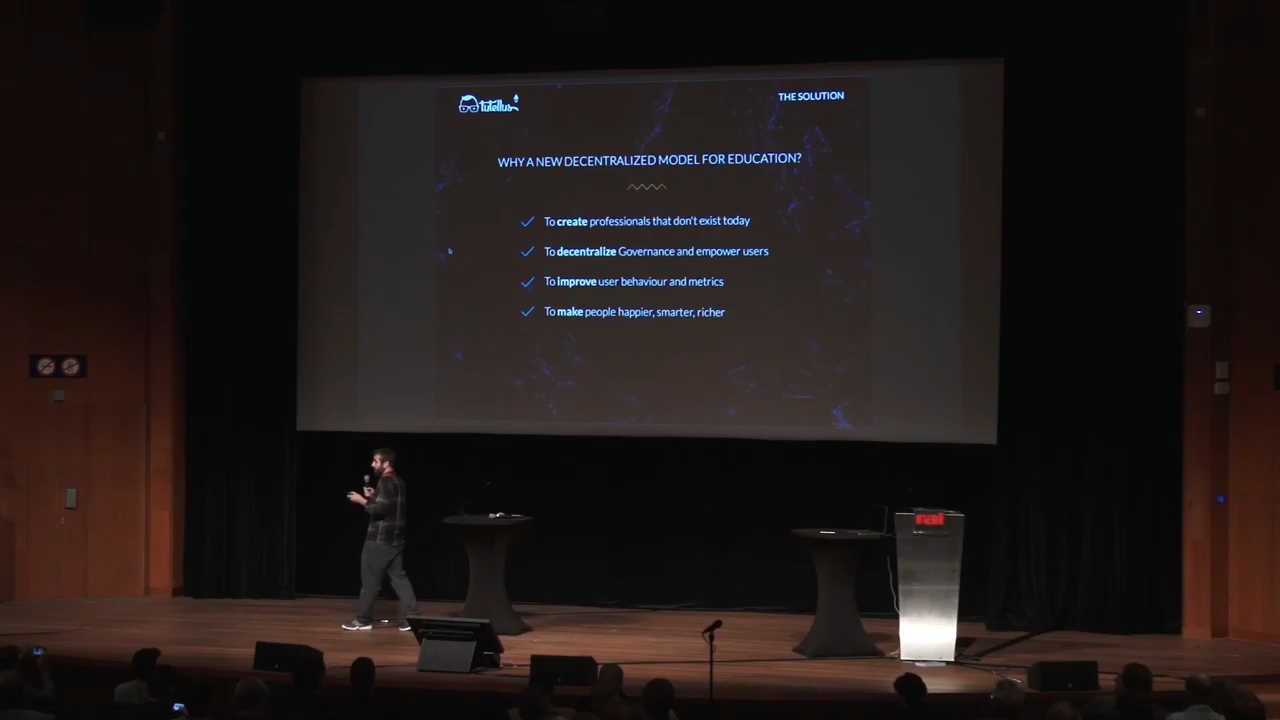 tutellus
THE SOLUTION
WHY A NEW DECENTRALIZED MODEL FOR EDUCATION?
To create professionals that don't exist today
To decentralize Governance and empower users
To improve user behaviour and metrics
To make people happier, smarter, richer
rai